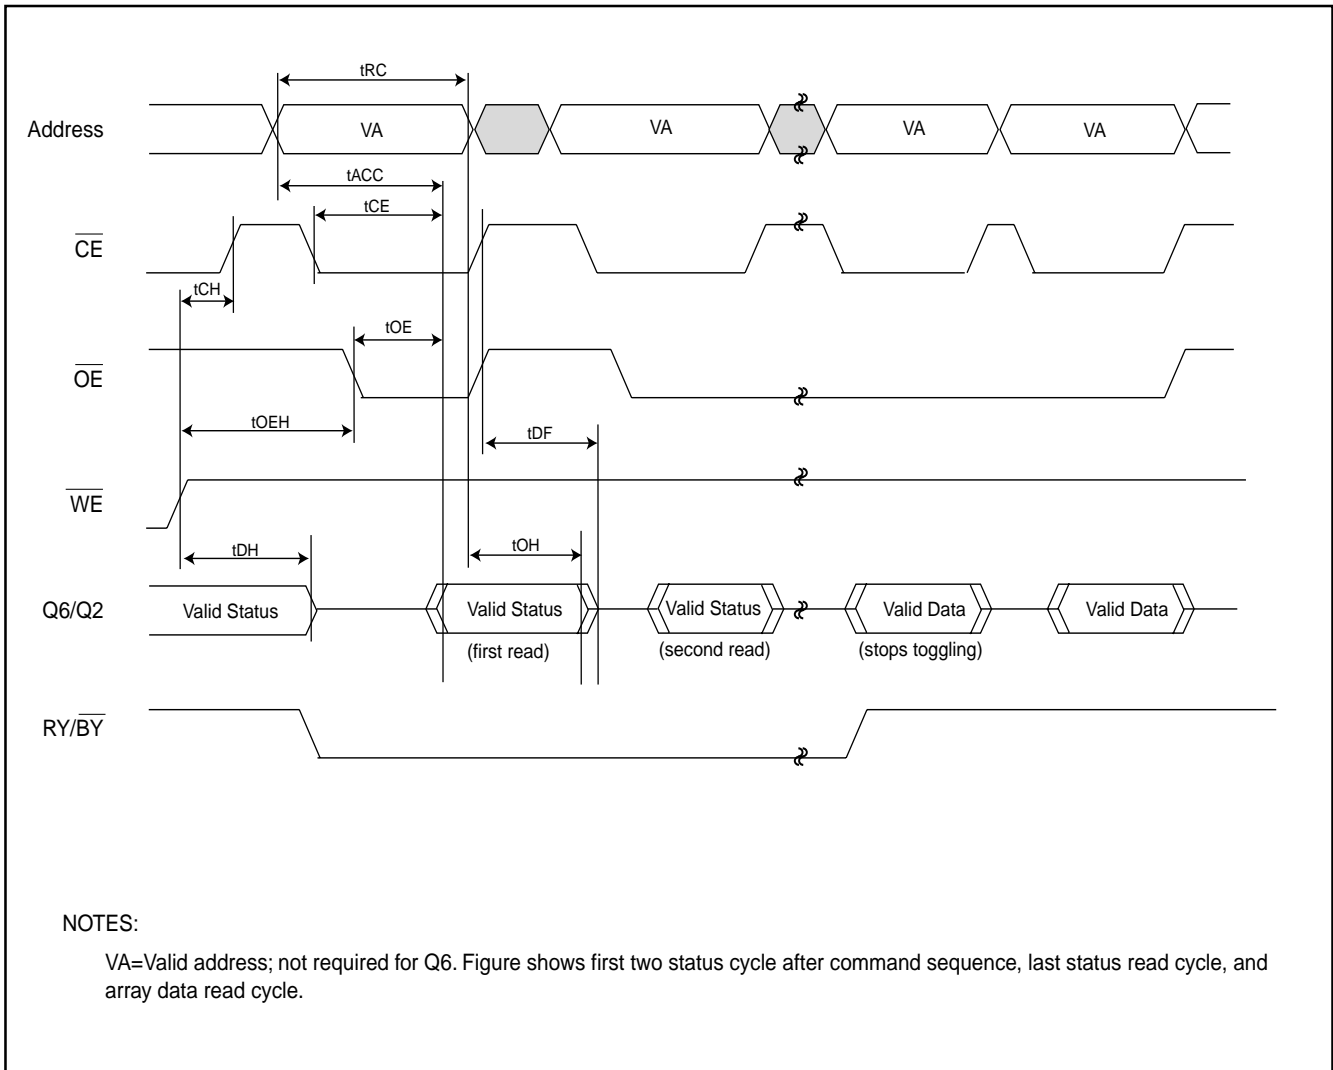 tRC
Address VA VA VA VA
tACC
tCE
CE
tCH
tOE
OE
tOEH
tDF
WE
tDH
tOH
Q6/Q2 Valid Status Valid Status Valid Status Valid Data Valid Data
(first read) (second read) (stops toggling)
RY/BY
NOTES:
VA=Valid address; not required for Q6. Figure shows first two status cycle after command sequence, last status read cycle, and
array data read cycle.